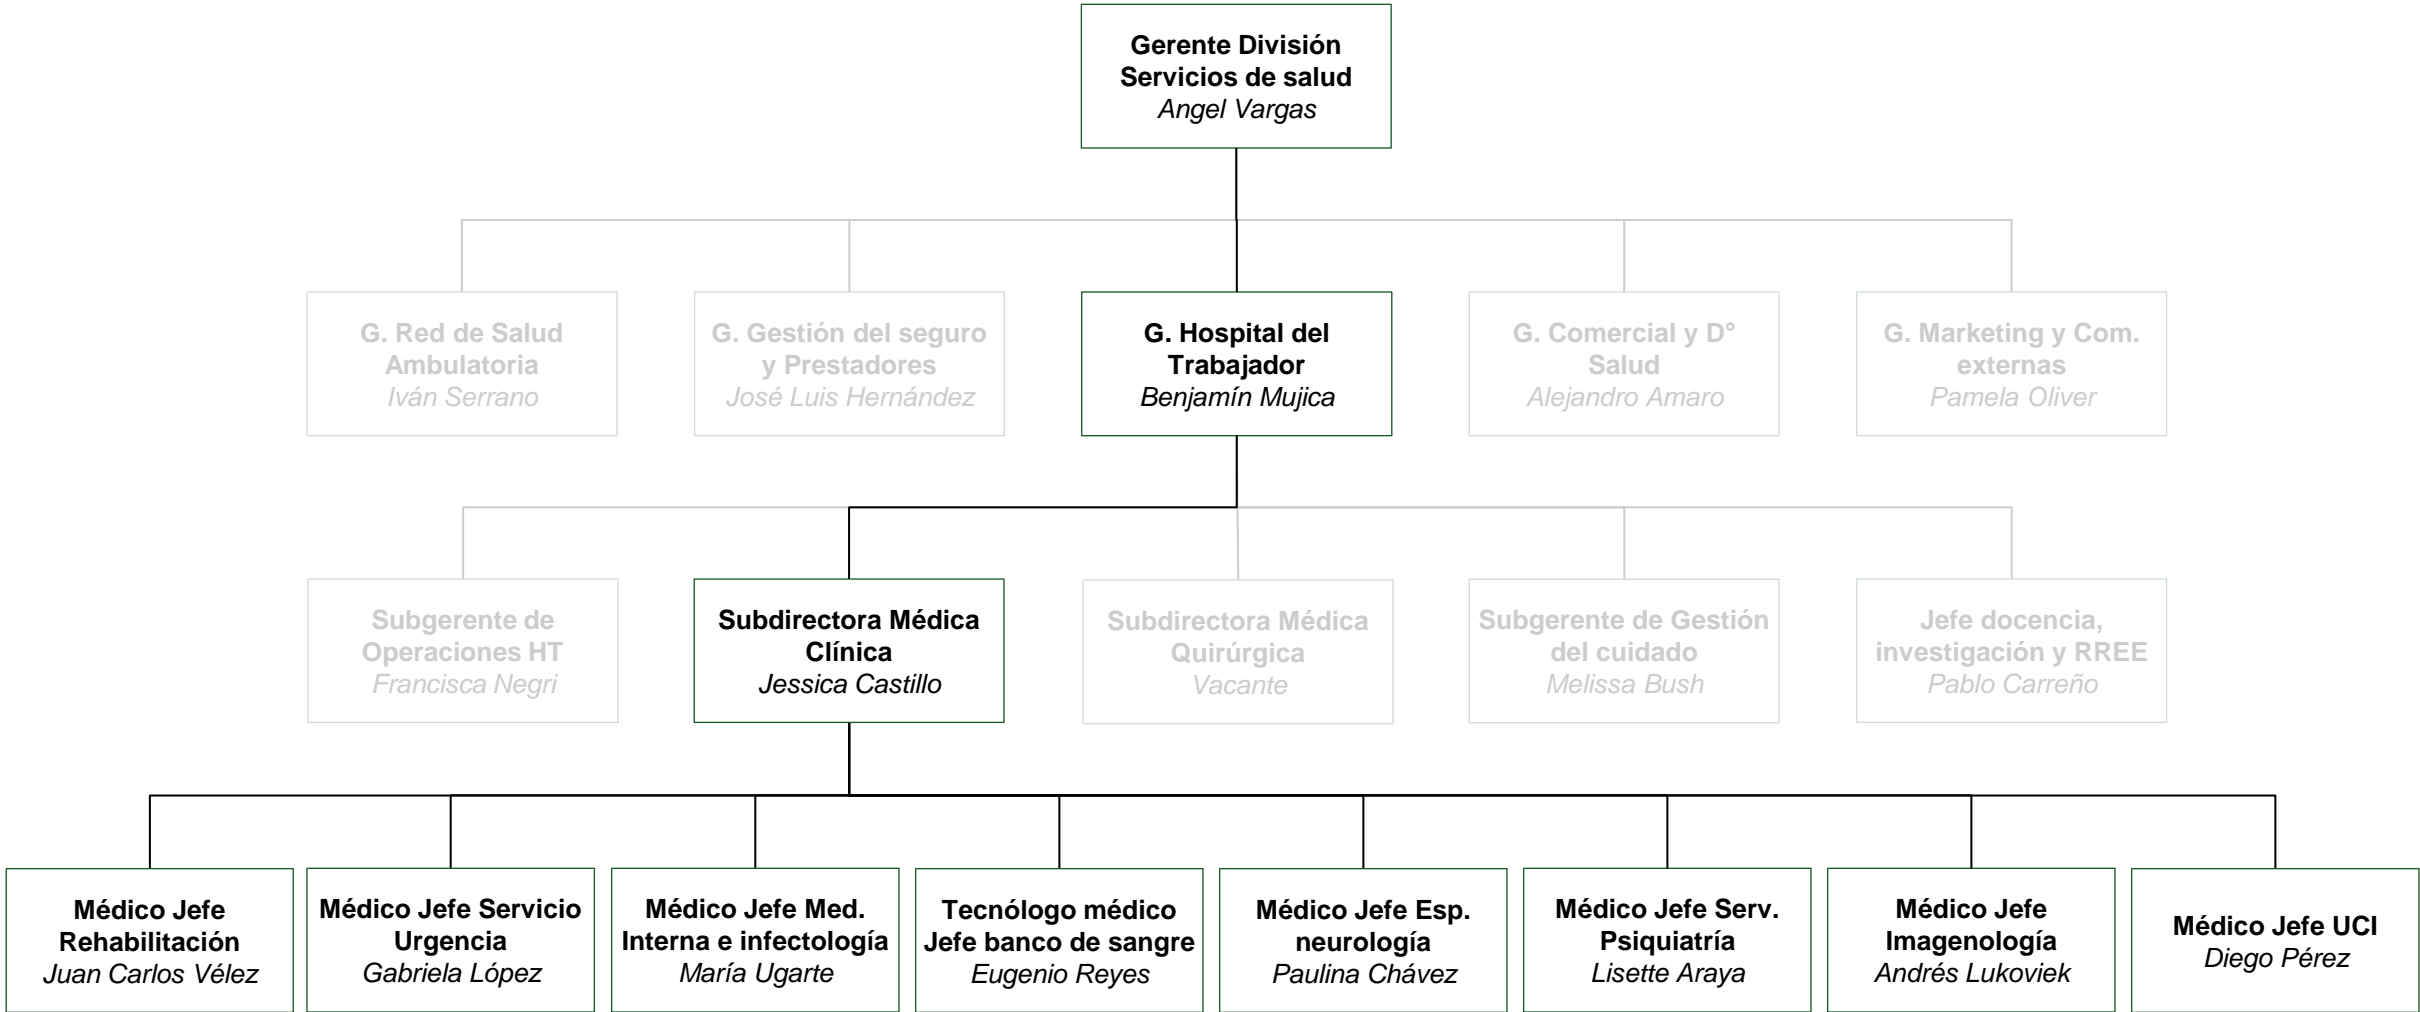 Gerente División
Servicios de salud
Angel Vargas
G. Red de Salud
Ambulatoria
Iván Serrano
G. Gestión del seguro
y Prestadores
José Luis Hernández
G. Hospital del
Trabajador
Benjamín Mujica
G. Comercial y D°
Salud
Alejandro Amaro
G. Marketing y Com.
externas
Pamela Oliver
Subgerente de
Operaciones HT
Francisca Negri
Subdirectora Médica
Clínica
Jessica Castillo
Subdirectora Médica
Quirúrgica
Vacante
Subgerente de Gestión
del cuidado
Melissa Bush
Jefe docencia,
investigación y RREE
Pablo Carreño
Médico Jefe
Rehabilitación
Juan Carlos Vélez
Médico Jefe Servicio
Urgencia
Gabriela López
Médico Jefe Med.
Interna e infectología
María Ugarte
Tecnólogo médico
Jefe banco de sangre
Eugenio Reyes
Médico Jefe Esp.
neurología
Paulina Chávez
Médico Jefe Serv.
Psiquiatría
Lisette Araya
Médico Jefe
Imagenología
Andrés Lukoviek
Médico Jefe UCI
Diego Pérez